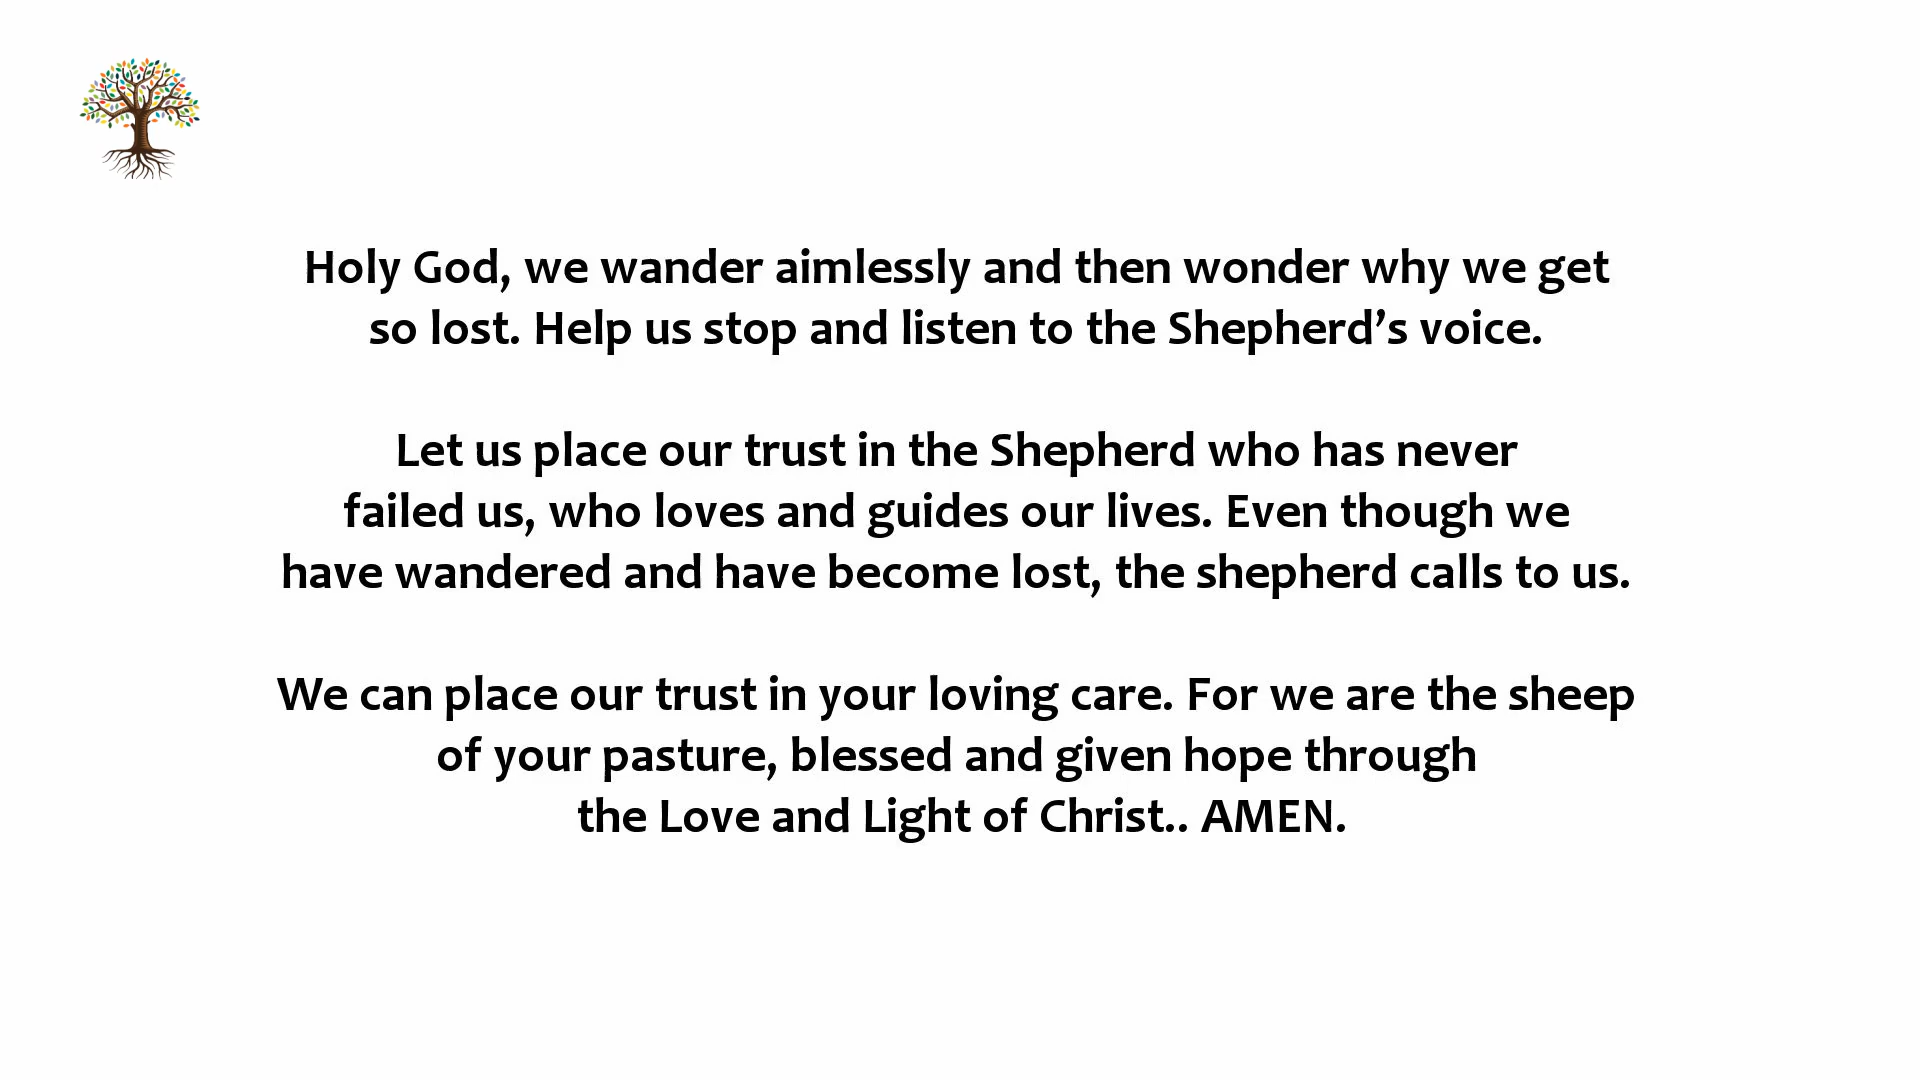 Holy God, we wander aimlessly and then wonder why we get
so lost. Help us stop and listen to the Shepherd’s voice.
Let us place our trust in the Shepherd who has never
failed us, who loves and guides our lives. Even though we
have wandered and have become lost, the shepherd calls to us.
We can place our trust in your loving care. For we are the sheep
of your pasture, blessed and given hope through
the Love and Light of Christ.. AMEN.